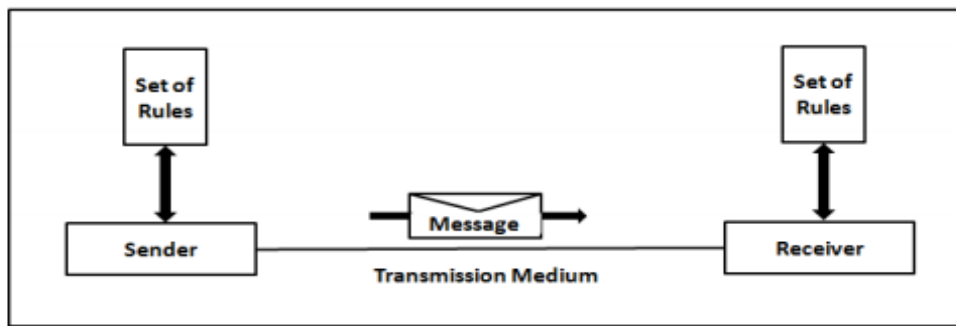 Set of
Rules
Set of
Rules
Message
Sender
Receiver
Transmission Medium